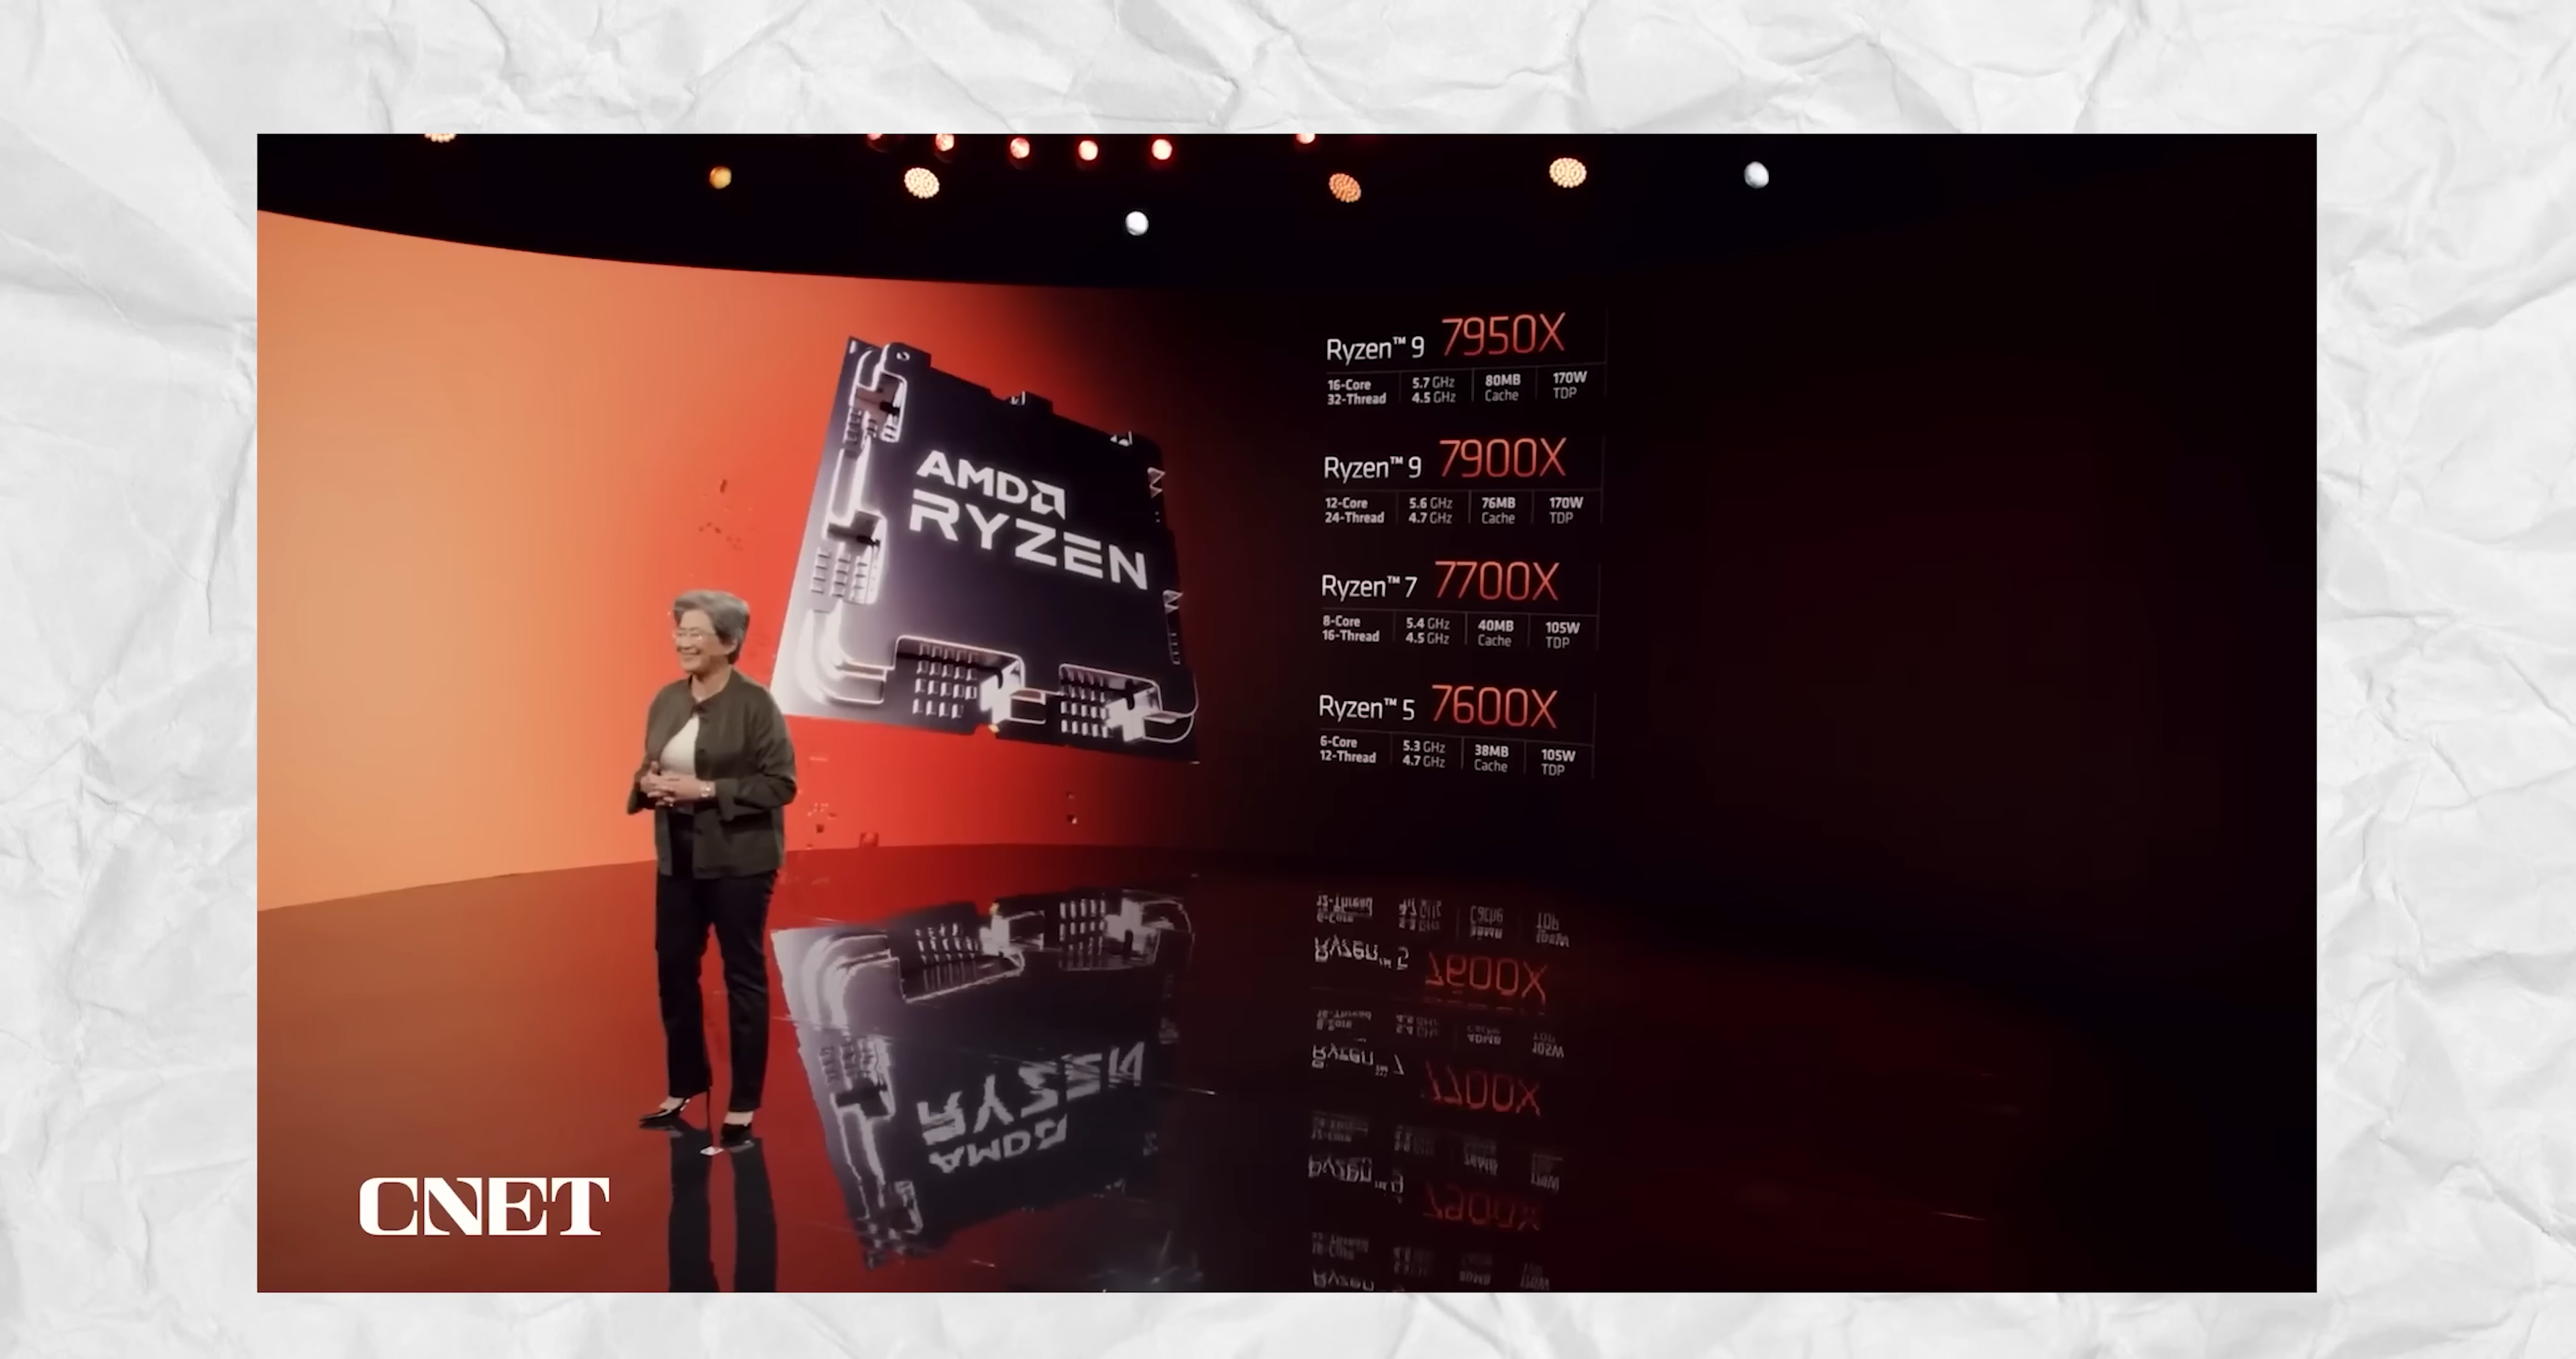 AMD
RYZEN
Ryzen™ 9 7950X
16-Core 5.7 GHz 80MB 170W
32-Thread 4.5 GHz Cache TDP
Ryzen™ 9 7900X
12-Core 5.6 GHz 76MB 170W
24-Thread 4.7 GHz Cache TDP
Ryzen™ 7 7700X
8-Core 5.4 GHz 40MB 105W
16-Thread 4.5 GHz Cache TDP
Ryzen™ 5 7600X
6-Core 5.3 GHz 38MB 105W
12-Thread 4.7 GHz Cache TDP
CNET